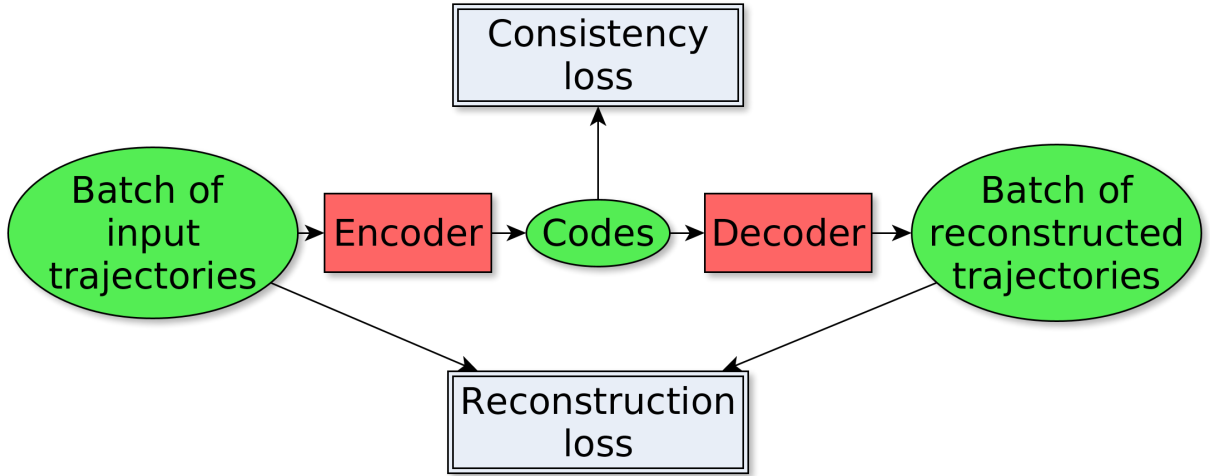 Consistency
loss
Batch of
input
trajectories
Encoder
Codes
Decoder
Batch of
reconstructed
trajectories
Reconstruction
loss